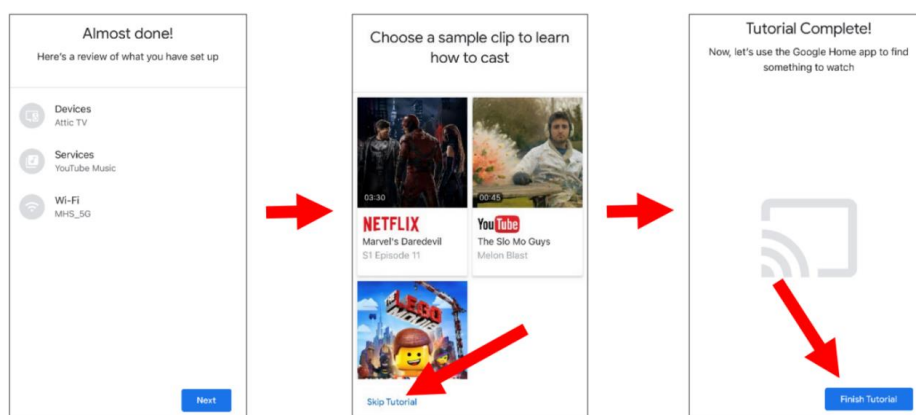 Almost done!
Here's a review of what you have set up
Devices
Attic TV
Services
YouTube Music
Wi-Fi
MHS_5G
Next
Choose a sample clip to learn
how to cast
03:30
00:45
NETFLIX
Marvel's Daredevil
S1 Episode 11
YouTube
The Slo Mo Guys
Melon Blast
THE LEGO
MOVIE
Skip Tutorial
Tutorial Complete!
Now, let's use the Google Home app to find
something to watch
Finish Tutorial